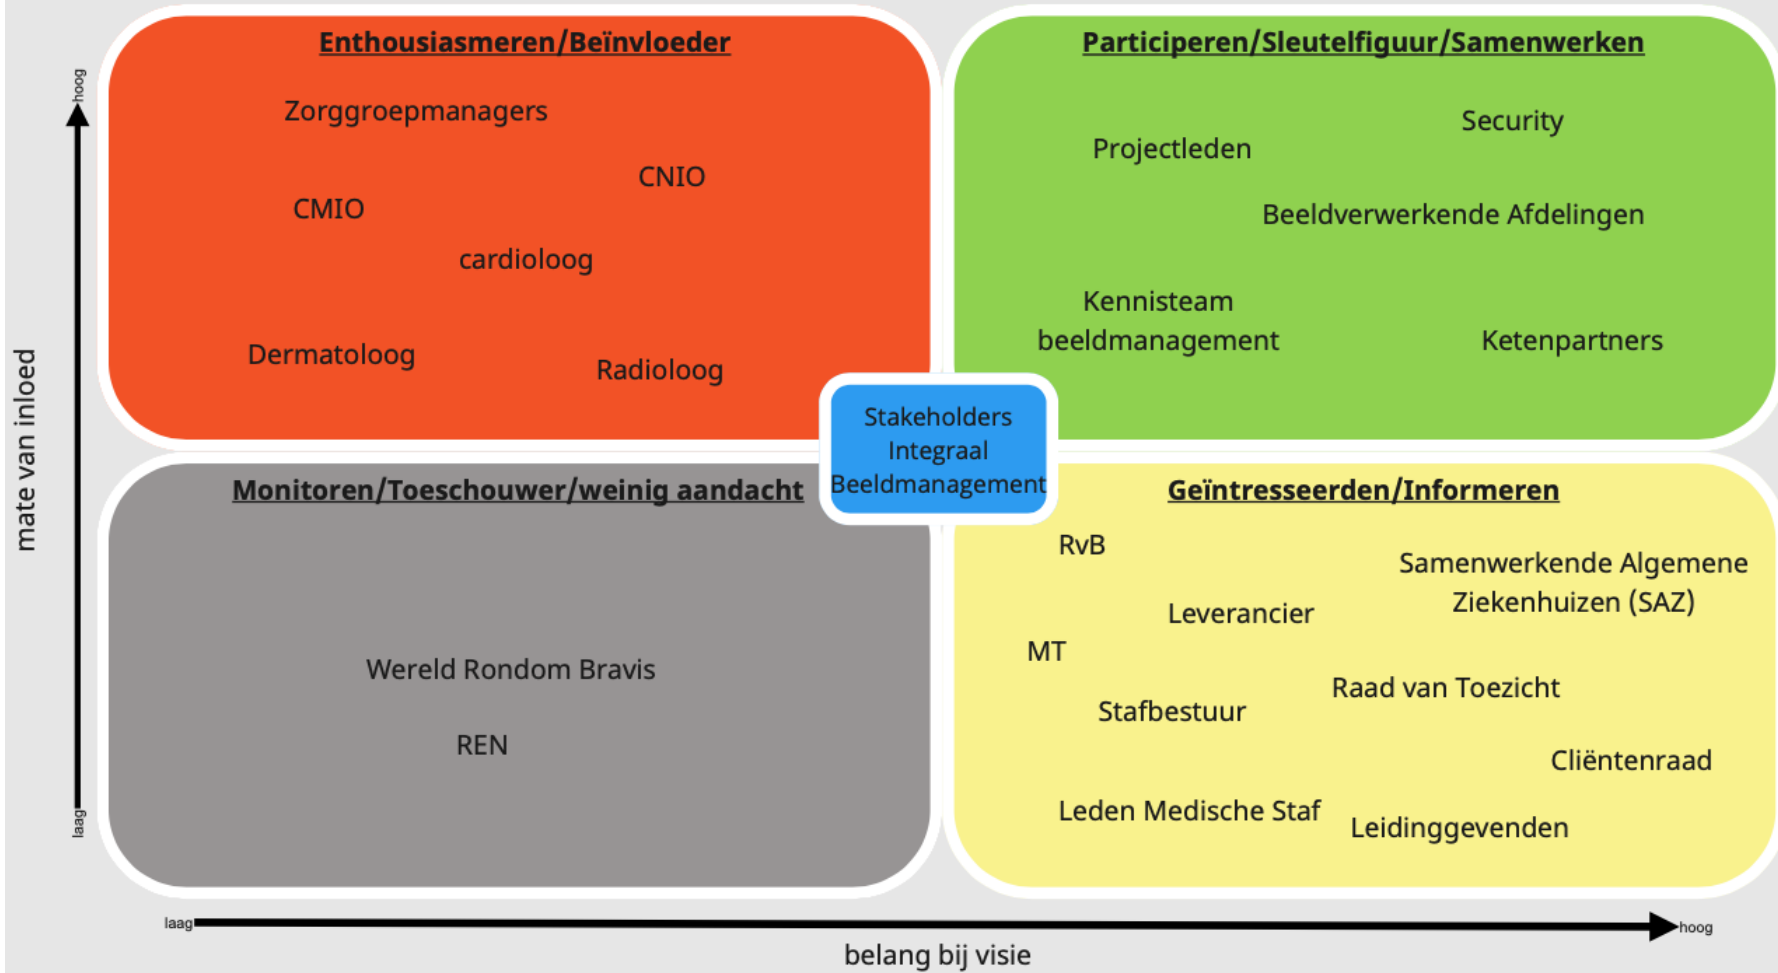 Enthousiasmeren/Beïnvloeder
Zorggroepmanagers
CNIO
CMIO
cardioloog
Dermatoloog
Radioloog
Participeren/Sleutelfiguur/Samenwerken
Security
Projectleden
Beeldverwerkende Afdelingen
Kennisteam
beeldmanagement
Ketenpartners
Stakeholders
Integraal
Beeldmanagement
Monitoren/Toeschouwer/weinig aandacht
Wereld Rondom Bravis
REN
Geïntresseerden/Informeren
RvB
Samenwerkende Algemene
Ziekenhuizen (SAZ)
Leverancier
MT
Raad van Toezicht
Stafbestuur
Cliëntenraad
Leden Medische Staf
Leidinggevenden
hoog
mate van inloed
laag
laag
hoog
belang bij visie